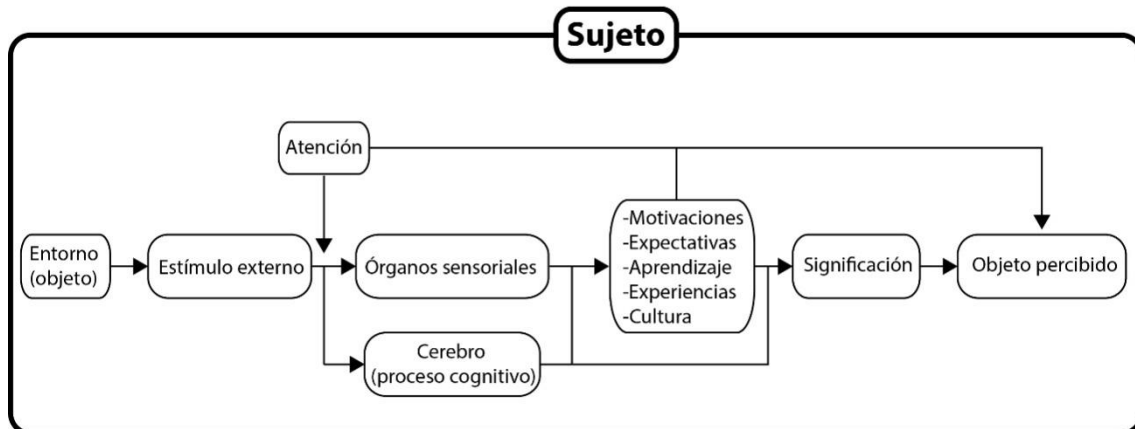 Sujeto
Atención
Entorno
(objeto)
Estímulo externo
Órganos sensoriales
-Motivaciones
-Expectativas
-Aprendizaje
-Experiencias
-Cultura
Significación
Objeto percibido
Cerebro
(proceso cognitivo)